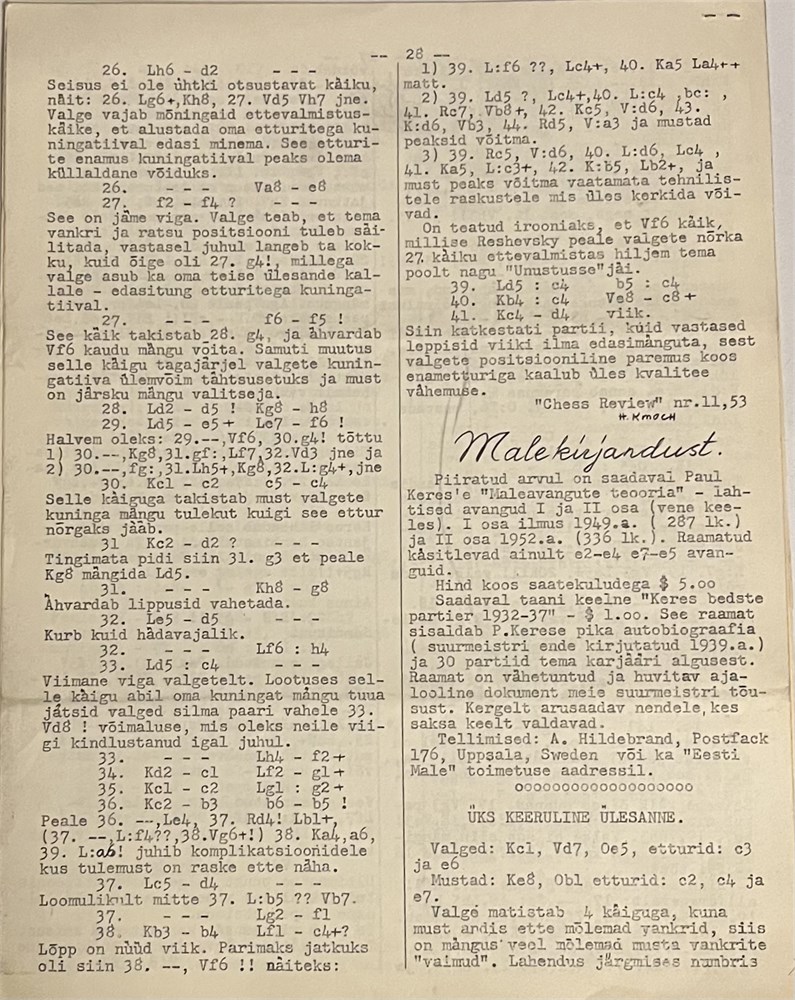 -- 28 --
26. Lh6 - d2 - - -
Seisus ei ole ühtki otsustavat käiku,
näit: 26. Lg6+,Kh8, 27. Vd5 Vh7 jne.
Valge vajab mõningaid ettevalmistus-
käike, et alustada oma etturitega ku-
ningatiival edasi minema. See etturi-
te enamus kuningatiival peaks olema
küllaldane võiduks.
26. - - - Va8 - e8
27. f2 - f4 ? - - -
See on jäme viga. Valge teab, et tema
vankri ja ratsu positsiooni tuleb säi-
litada, vastasel juhul langeb ta kok-
ku, kuid õige oli 27. g4!, millega
valge asub ka oma teise ülesande kal-
lale - edasitung etturitega kuninga-
tiival.
27. - - - f6 - f5 !
See käik takistab 28. g4, ja ähvardab
Vf6 kaudu mängu võita. Samuti muutus
selle käigu tagajärjel valgete kunin-
gatiiva ülemvõim tähtsusetuks ja must
on järsku mängu valitseja.
28. Ld2 - d5 ! Kg8 - h8
29. Ld5 - e5+ Le7 - f6 !
Halvem oleks: 29.--,Vf6, 30.g4! tõttu
1) 30.--,Kg8,31.gf:,Lf7,32.Vd3 jne ja
2) 30.--,fg:,31.Lh5+,Kg8,32.L:g4+,jne
30. Kc1 - c2 c5 - c4
Selle käiguga takistab must valgete
kuninga mängu tulekut kuigi see ettur
nõrgaks jääb.
31 Kc2 - d2 ? - - -
Tingimata pidi siin 31. g3 et peale
Kg8 mängida Ld5.
31. - - - Kh8 - g8
Ähvardab lippusid vahetada.
32. Le5 - d5 - - -
Kurb kuid hädavajalik.
32. - - - Lf6 : h4
33. Ld5 : c4 - - -
Viimane viga valgetelt. Lootuses sel-
le käigu abil oma kuningat mängu tuua
jätsid valged silma paari vahele 33.
Vd8 ! võimaluse, mis oleks neile vii-
gi kindlustanud igal juhul.
33. - - - Lh4 - f2+
34. Kd2 - c1 Lf2 - g1+
35. Kc1 - c2 Lg1 : g2+
36. Kc2 - b3 b6 - b5 !
Peale 36. --,Le4, 37. Rd4! Lb1+,
(37. --,L:f4??,38.Vg6+!) 38. Ka4,a6,
39. L:a6! juhib komplikatsioonidele
kus tulemust on raske ette näha.
37. Lc5 - d4 - - -
Loomulikult mitte 37. L:b5 ?? Vb7.
37. - - - Lg2 - f1
38. Kb3 - b4 Lf1 - c4+?
Lõpp on nüüd viik. Parimaks jatkuks
oli siin 38. --, Vf6 !! näiteks:
1) 39. L:f6 ??, Lc4+, 40. Ka5 La4++
matt.
2) 39. Ld5 ?, Lc4+,40. L:c4 ,bc: ,
41. Rc7, Vb8+, 42. Kc5, V:d6, 43.
K:d6, Vb3, 44. Rd5, V:a3 ja mustad
peaksid võitma.
3) 39. Rc5, V:d6, 40. L:d6, Lc4 ,
41. Ka5, L:c3+, 42. K:b5, Lb2+, ja
must peaks võitma vaatamata tehnilis-
tele raskustele mis üles kerkida või-
vad.
On teatud irooniaks, et Vf6 käik,
millise Reshevsky peale valgete nõrka
27. käiku ettevalmistas hiljem tema
poolt nagu "Unustusse"jäi.
39. Ld5 : c4 b5 : c4
40. Kb4 : c4 Ve8 - c8+
41. Kc4 - d4 viik.
Siin katkestati partii, kuid vastased
leppisid viiki ilma edasimänguta, sest
valgete positsiooniline paremus koos
enametturiga kaalub üles kvalitee
vähemuse.
"Chess Review" nr.11,53
H. KMOCH
Malekirjandust.
Piiratud arvul on saadaval Paul
Keres'e "Maleavangute teooria" - lah-
tised avangud I ja II osa (vene kee-
les). I osa ilmus 1949.a. ( 287 lk.)
ja II osa 1952.a. (336 lk.). Raamatud
käsitlevad ainult e2-e4 e7-e5 avan-
guid.
Hind koos saatekuludega $ 5.oo
Saadaval taani keelne "Keres bedste
partier 1932-37" - $ 1.oo. See raamat
sisaldab P.Kerese pika autobiograafia
( suurmeistri ende kirjutatud 1939.a.)
ja 30 partiid tema karjääri algusest.
Raamat on vähetuntud ja huvitav aja-
looline dokument meie suurmeistri tõu-
sust. Kergelt arusaadav nendele,kes
saksa keelt valdavad.
Tellimised: A. Hildebrand, Postfack
176, Uppsala, Sweden või ka "Eesti
Male" toimetuse aadressil.
oooooooooooooooooo
ÜKS KEERULINE ÜLESANNE.
Valged: Kc1, Vd7, Oe5, etturid: c3
ja e6
Mustad: Ke8, Ob1 etturid: c2, c4 ja
e7.
Valge matistab 4 käiguga, kuna
must andis ette mõlemad vankrid, siis
on mängus veel mõlemad musta vankrite
"vaimud". Lahendus järgmises numbris